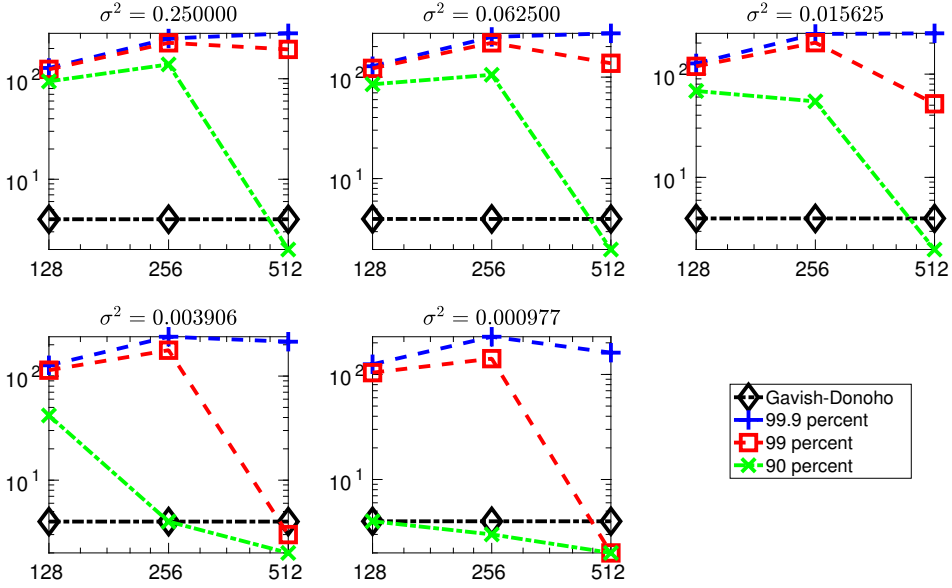 σ² = 0.250000
σ² = 0.062500
σ² = 0.015625
10²
10¹
128 256 512
10²
10¹
128 256 512
10²
10¹
128 256 512
σ² = 0.003906
σ² = 0.000977
10²
10¹
128 256 512
10²
10¹
128 256 512
Gavish-Donoho
99.9 percent
99 percent
90 percent